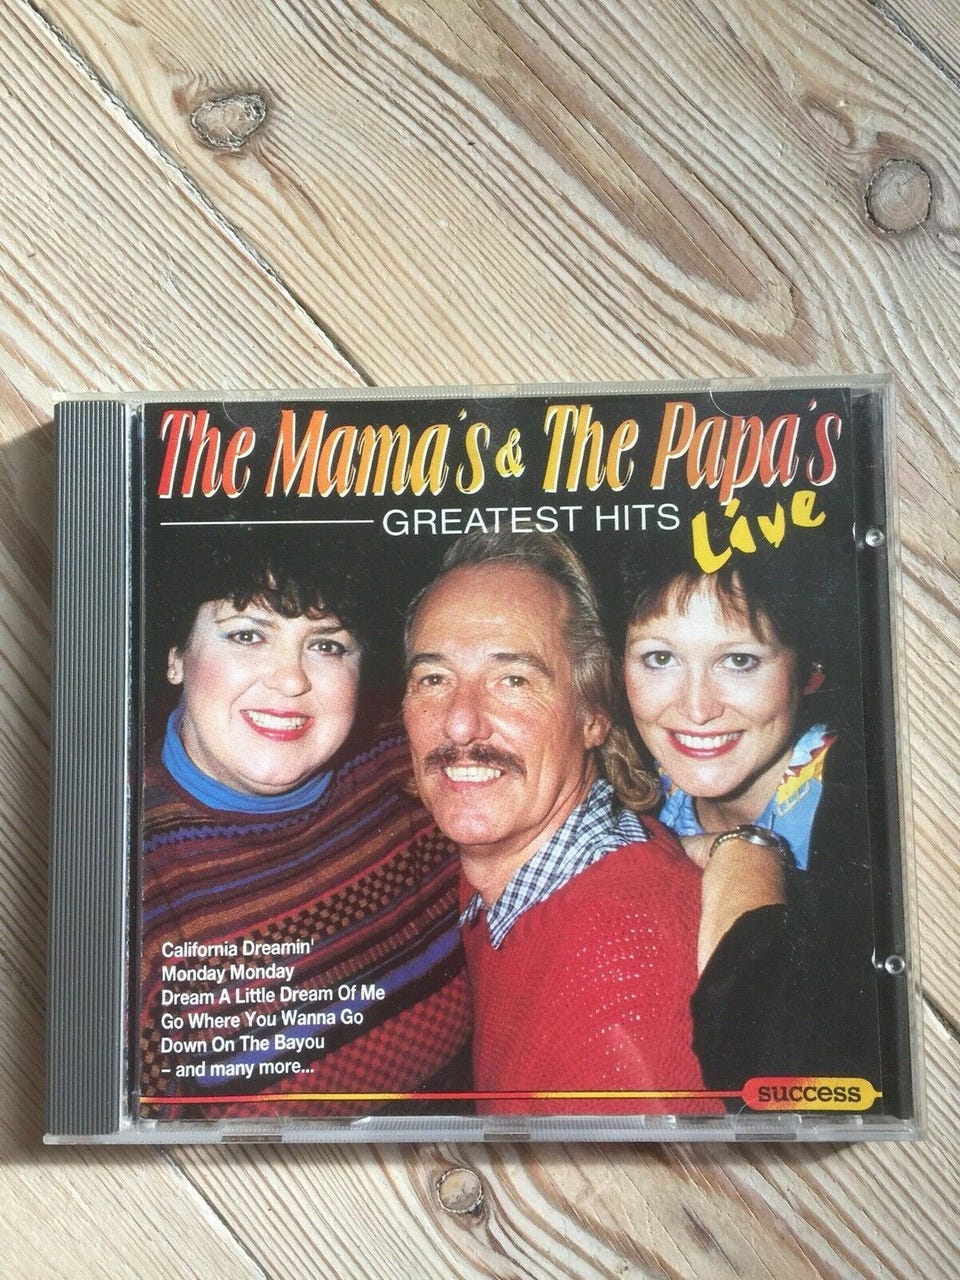 The Mama's & The Papa's
GREATEST HITS
Live
California Dreamin'
Monday Monday
Dream A Little Dream Of Me
Go Where You Wanna Go
Down On The Bayou
– and many more...
success